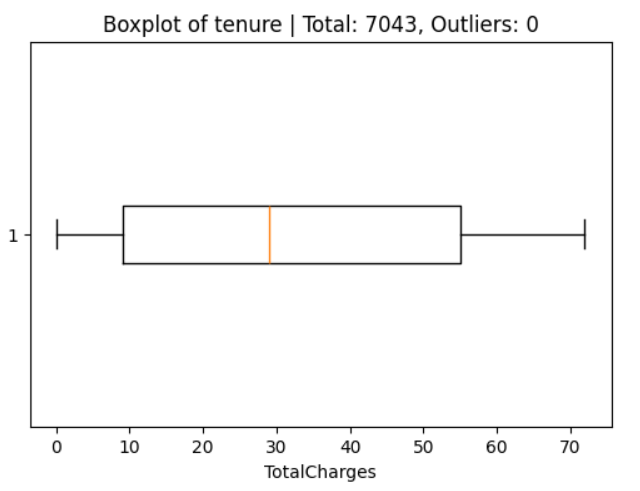 Boxplot of tenure | Total: 7043, Outliers: 0
1
0 10 20 30 40 50 60 70
TotalCharges